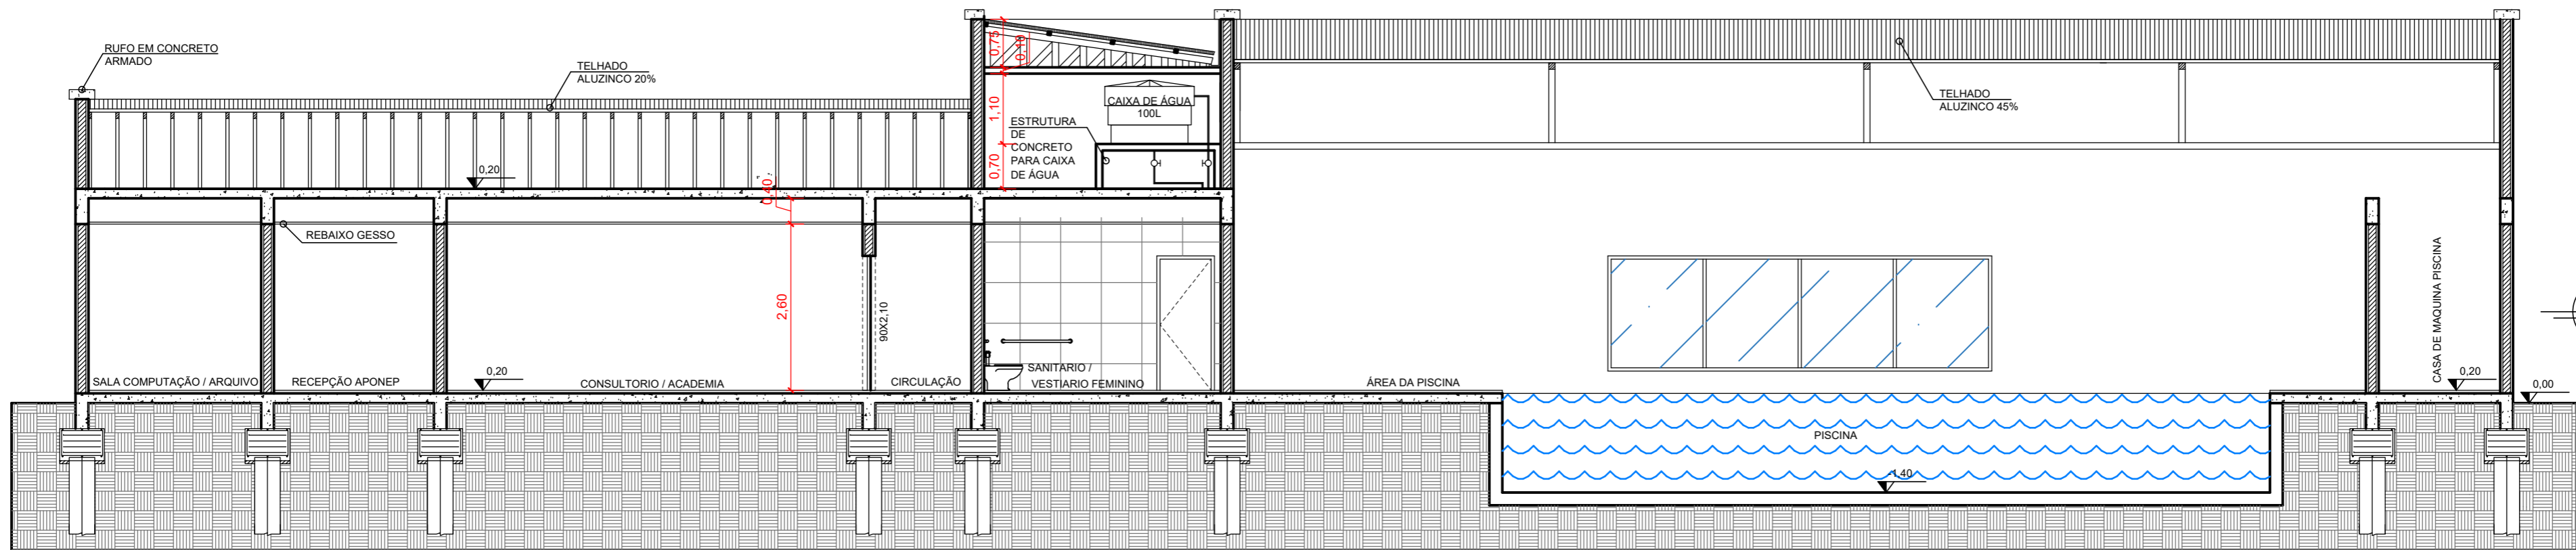 RUFO EM CONCRETO
ARMADO
TELHADO
ALUZINCO 20%
0,75
0,10
1,10
0,70
CAIXA DE ÁGUA
100L
ESTRUTURA
DE
CONCRETO
PARA CAIXA
DE ÁGUA
TELHADO
ALUZINCO 45%
0,20
0,40
REBAIXO GESSO
2,60
90X2,10
SALA COMPUTAÇÃO / ARQUIVO
RECEPÇÃO APONEP
0,20
CONSULTORIO / ACADEMIA
CIRCULAÇÃO
SANITARIO /
VESTIARIO FEMININO
ÁREA DA PISCINA
PISCINA
-1,40
CASA DE MAQUINA PISCINA
0,20
0,00